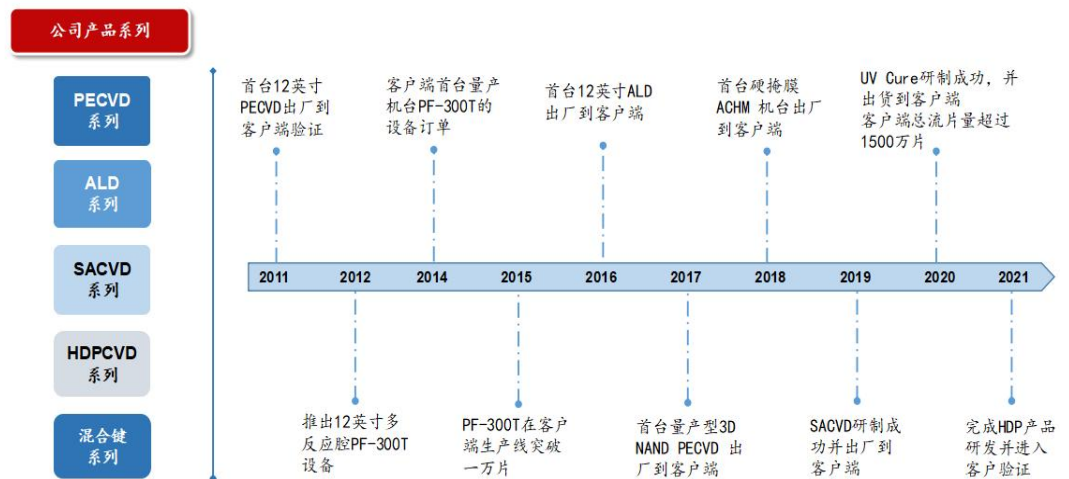 公司产品系列
PECVD
系列
ALD
系列
SACVD
系列
HDPCVD
系列
混合键
系列
首台12英寸
PECVD出厂到
客户端验证
客户端首台量产
机台PF-300T的
设备订单
首台12英寸ALD
出厂到客户端
首台硬掩膜
ACHM 机台出厂
到客户端
UV Cure研制成功, 并
出货到客户端
客户端总流片量超过
1500万片
2011 2012 2014 2015 2016 2017 2018 2019 2020 2021
推出12英寸多
反应腔PF-300T
设备
PF-300T在客户
端生产线突破
一万片
首台量产型3D
NAND PECVD 出
厂到客户端
SACVD研制成
功并出厂到
客户端
完成HDP产品
研发并进入
客户验证